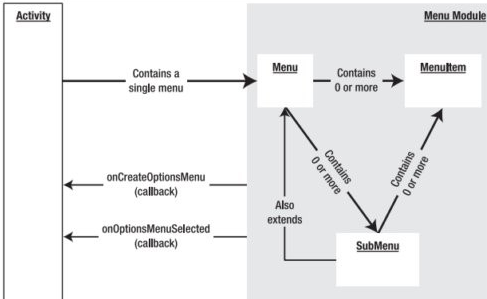 Activity
Menu Module
Menu
MenuItem
Contains a
single menu
Contains
0 or more
onCreateOptionsMenu
(callback)
Contains
0 or more
Contains
0 or more
Also
extends
onOptionsMenuSelected
(callback)
SubMenu